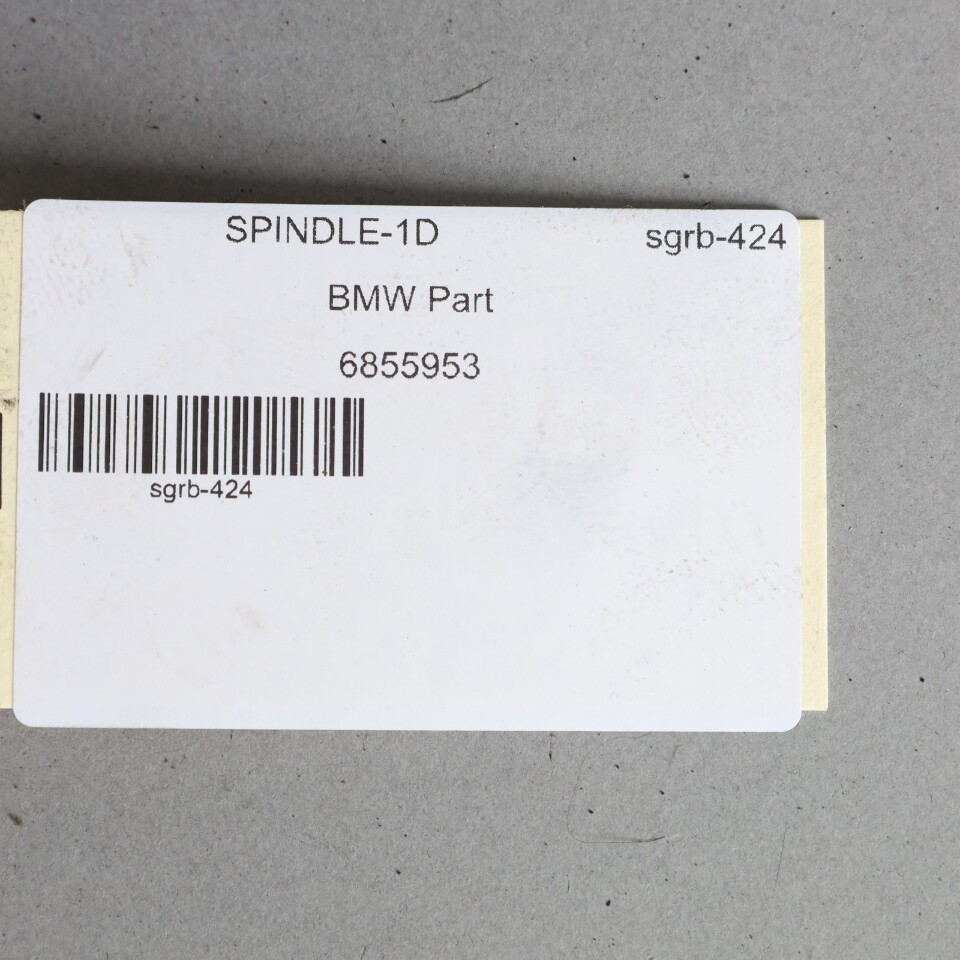 SPINDLE-1D sgrb-424
BMW Part
6855953
sgrb-424